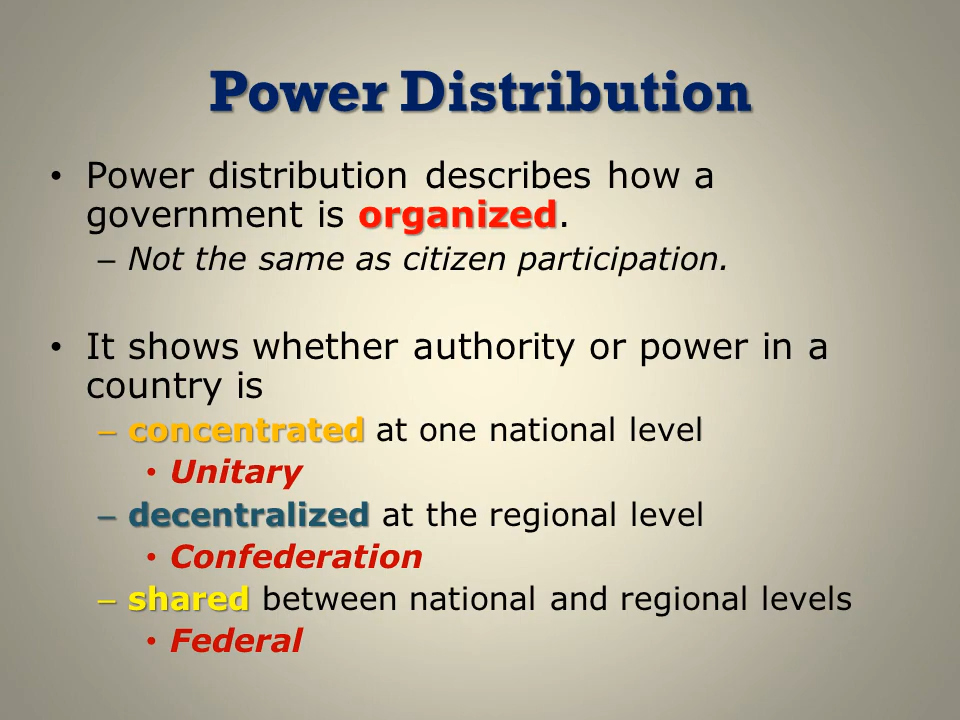 Power Distribution
• Power distribution describes how a
government is organized.
– Not the same as citizen participation.
• It shows whether authority or power in a
country is
– concentrated at one national level
• Unitary
– decentralized at the regional level
• Confederation
– shared between national and regional levels
• Federal